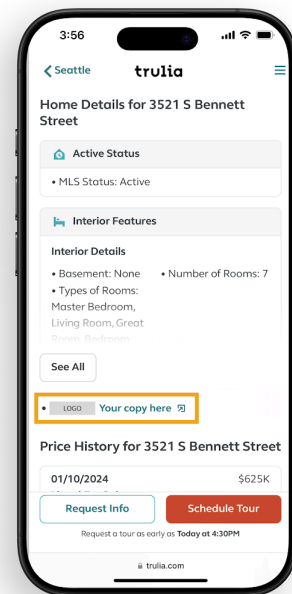 3:56
Seattle
trulia
Home Details for 3521 S Bennett
Street
Active Status
• MLS Status: Active
Interior Features
Interior Details
• Basement: None • Number of Rooms: 7
• Types of Rooms:
Master Bedroom,
Living Room, Great
Room, Bedroom
See All
• LOGO Your copy here
Price History for 3521 S Bennett Street
01/10/2024 $625K
Request Info Schedule Tour
Request a tour as early as Today at 4:30PM
trulia.com